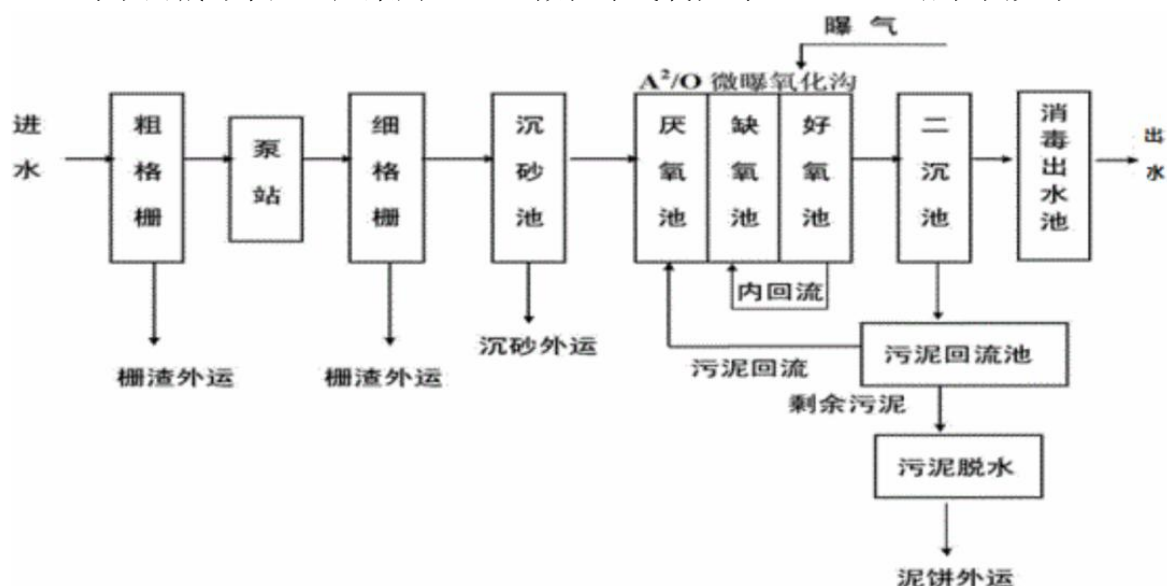 曝 气
A²/O 微曝氧化沟
进水
粗格栅
泵站
细格栅
沉砂池
厌氧池
缺氧池
好氧池
二沉池
消毒出水池
出水
内回流
栅渣外运
栅渣外运
沉砂外运
污泥回流
污泥回流池
剩余污泥
污泥脱水
泥饼外运